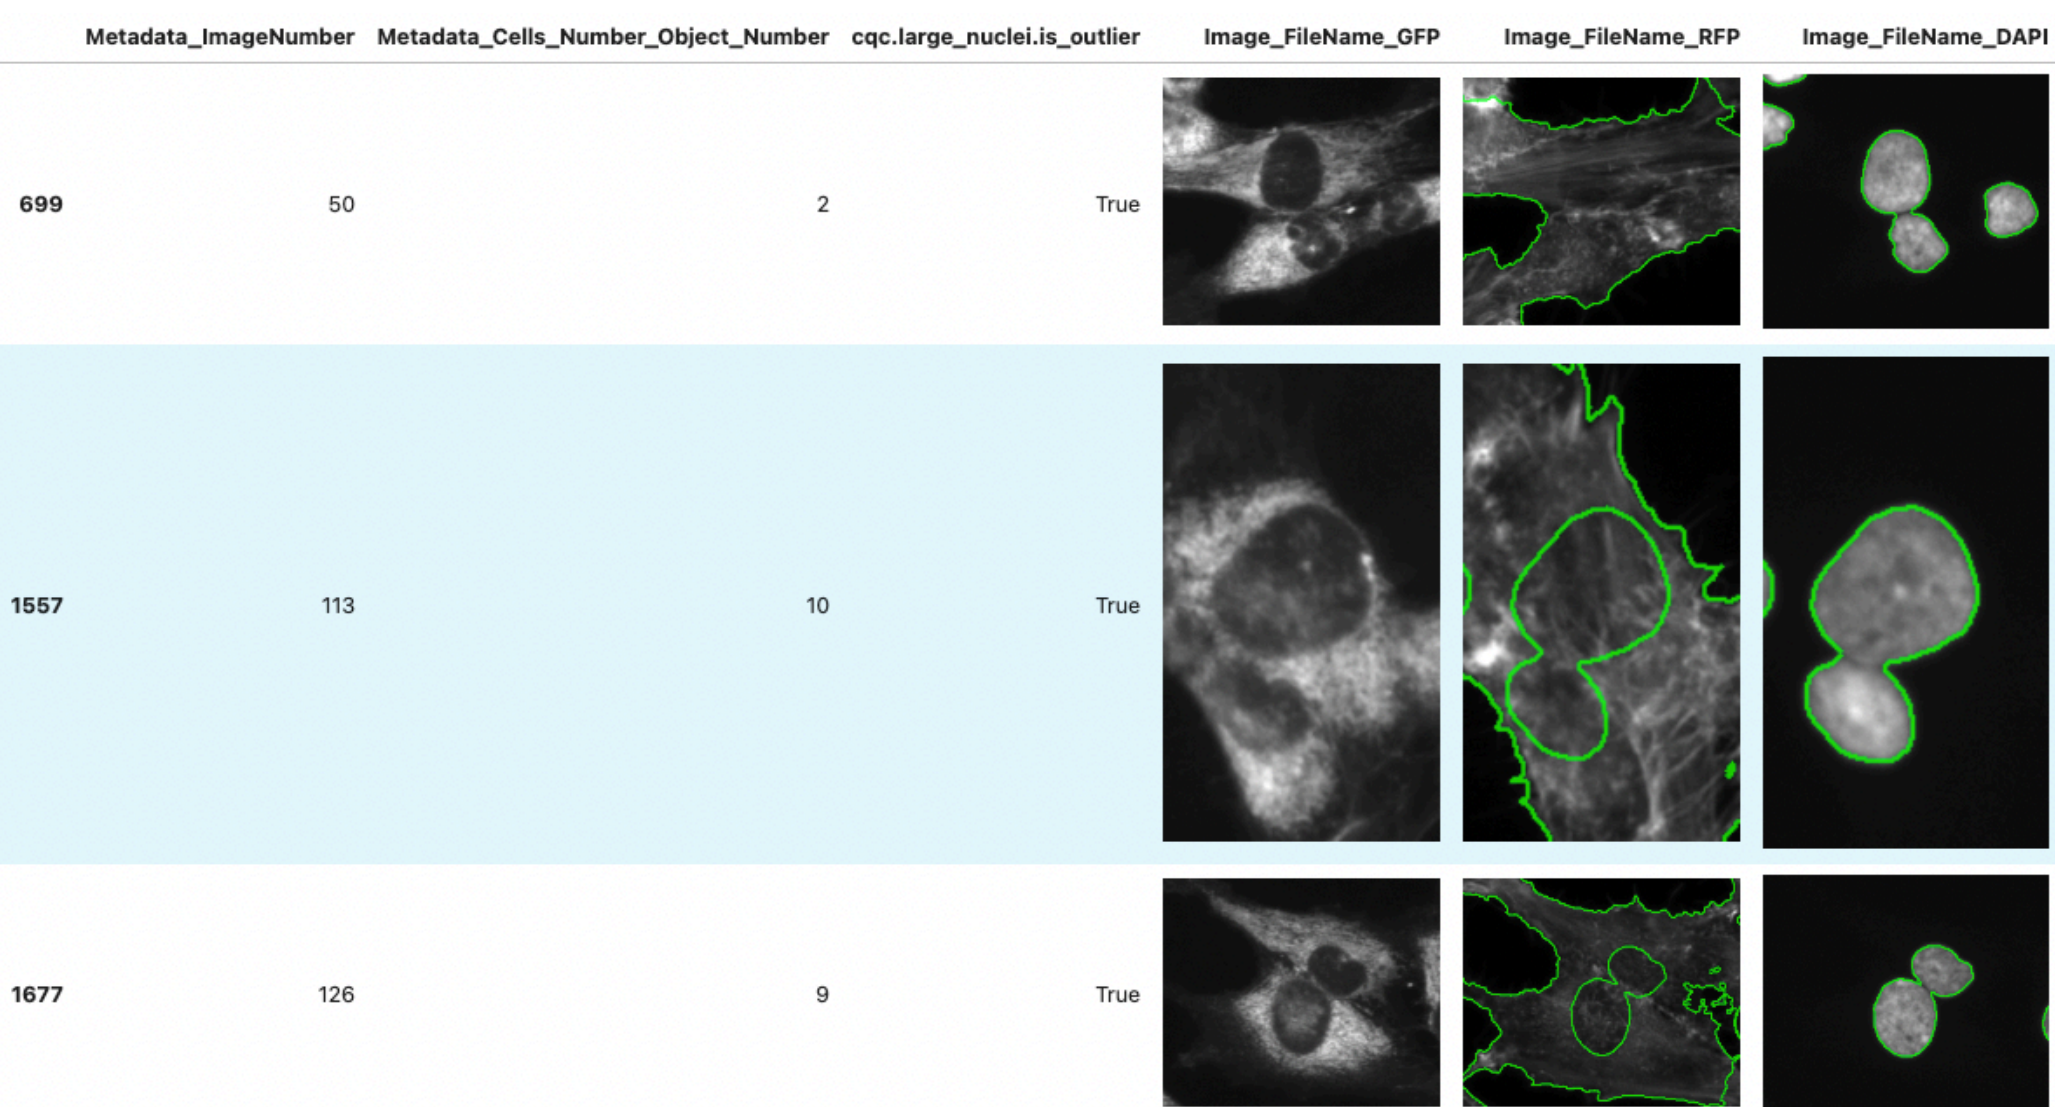 Metadata_ImageNumber Metadata_Cells_Number_Object_Number cqc.large_nuclei.is_outlier Image_FileName_GFP Image_FileName_RFP Image_FileName_DAPI
699 50 2 True
1557 113 10 True
1677 126 9 True